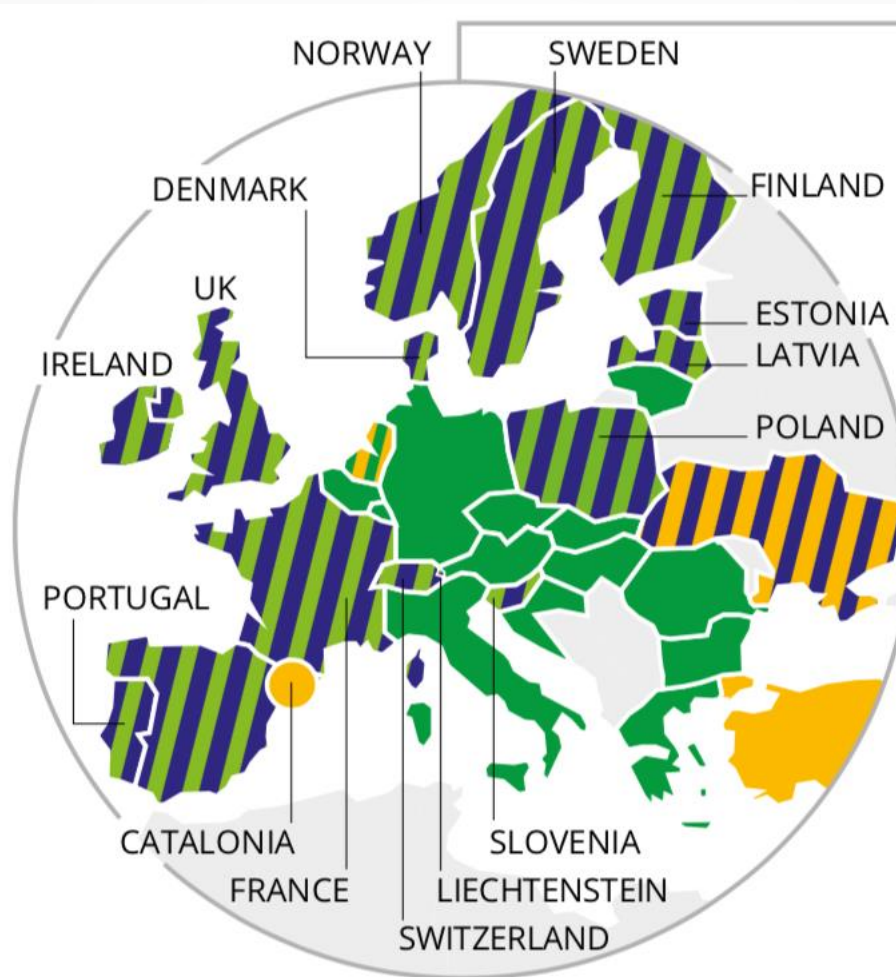 NORWAY
SWEDEN
DENMARK
FINLAND
UK
ESTONIA
IRELAND
LATVIA
POLAND
PORTUGAL
CATALONIA
SLOVENIA
FRANCE
LIECHTENSTEIN
SWITZERLAND